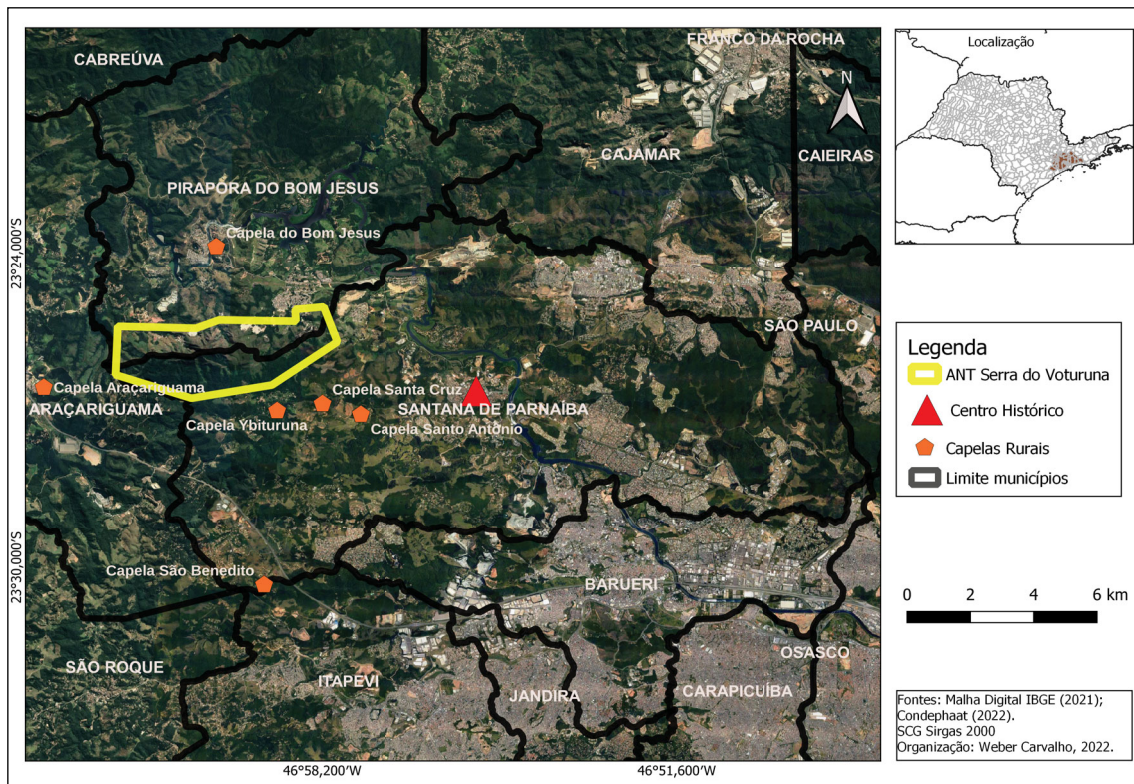 CABREÚVA
FRANCO DA ROCHA
N
CAJAMAR
CAIEIRAS
PIRAPORA DO BOM JESUS
Capela do Bom Jesus
SÃO PAULO
Capela Araçariguama
ARAÇARIGUAMA
Capela Santa Cruz
SANTANA DE PARNAÍBA
Capela Ybituruna
Capela Santo Antônio
Capela São Benedito
BARUERI
SÃO ROQUE
ITAPEVI
JANDIRA
CARAPICUÍBA
OSASCO
23°24,000'S
23°30,000'S
46°58,200'W
46°51,600'W
Localização
Legenda
ANT Serra do Voturuna
Centro Histórico
Capelas Rurais
Limite municípios
0 2 4 6 km
Fontes: Malha Digital IBGE (2021);
Condephaat (2022).
SCG Sirgas 2000
Organização: Weber Carvalho, 2022.